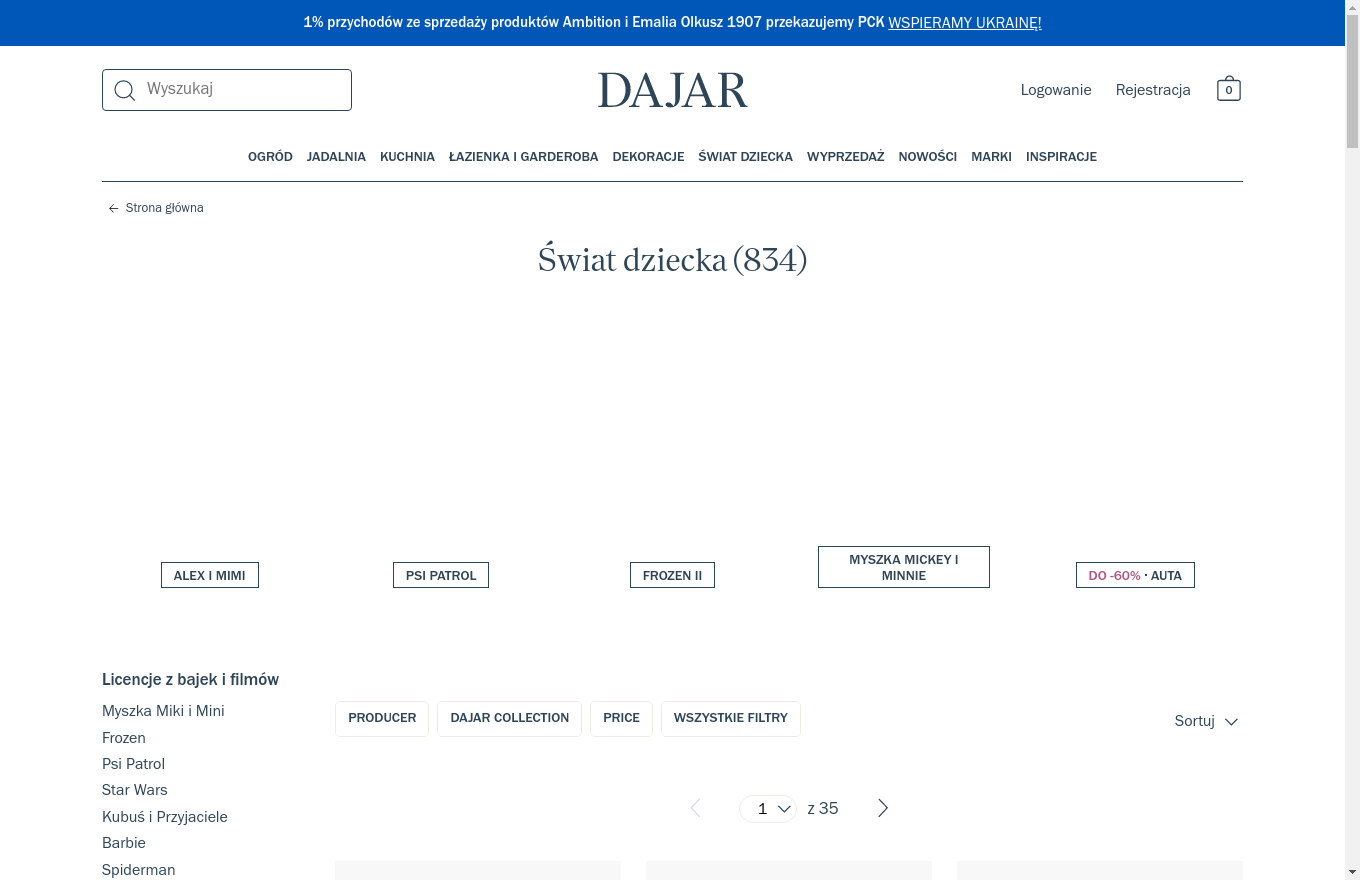 1% przychodów ze sprzedaży produktów Ambition i Emalia Olkusz 1907 przekazujemy PCK WSPIERAMY UKRAINĘ!
Wyszukaj
DAJAR
Logowanie
Rejestracja
0
OGRÓD
JADALNIA
KUCHNIA
ŁAZIENKA I GARDEROBA
DEKORACJE
ŚWIAT DZIECKA
WYPRZEDAŻ
NOWOŚCI
MARKI
INSPIRACJE
Strona główna
Świat dziecka (834)
ALEX I MIMI
PSI PATROL
FROZEN II
MYSZKA MICKEY I
MINNIE
DO -60% · AUTA
Licencje z bajek i filmów
Myszka Miki i Mini
Frozen
Psi Patrol
Star Wars
Kubuś i Przyjaciele
Barbie
Spiderman
PRODUCER
DAJAR COLLECTION
PRICE
WSZYSTKIE FILTRY
Sortuj
1
z 35